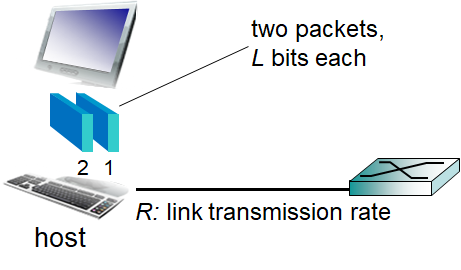 two packets,
L bits each
2 1
R: link transmission rate
host